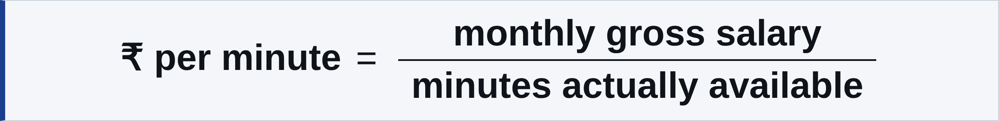 ₹ per minute = monthly gross salary
minutes actually available